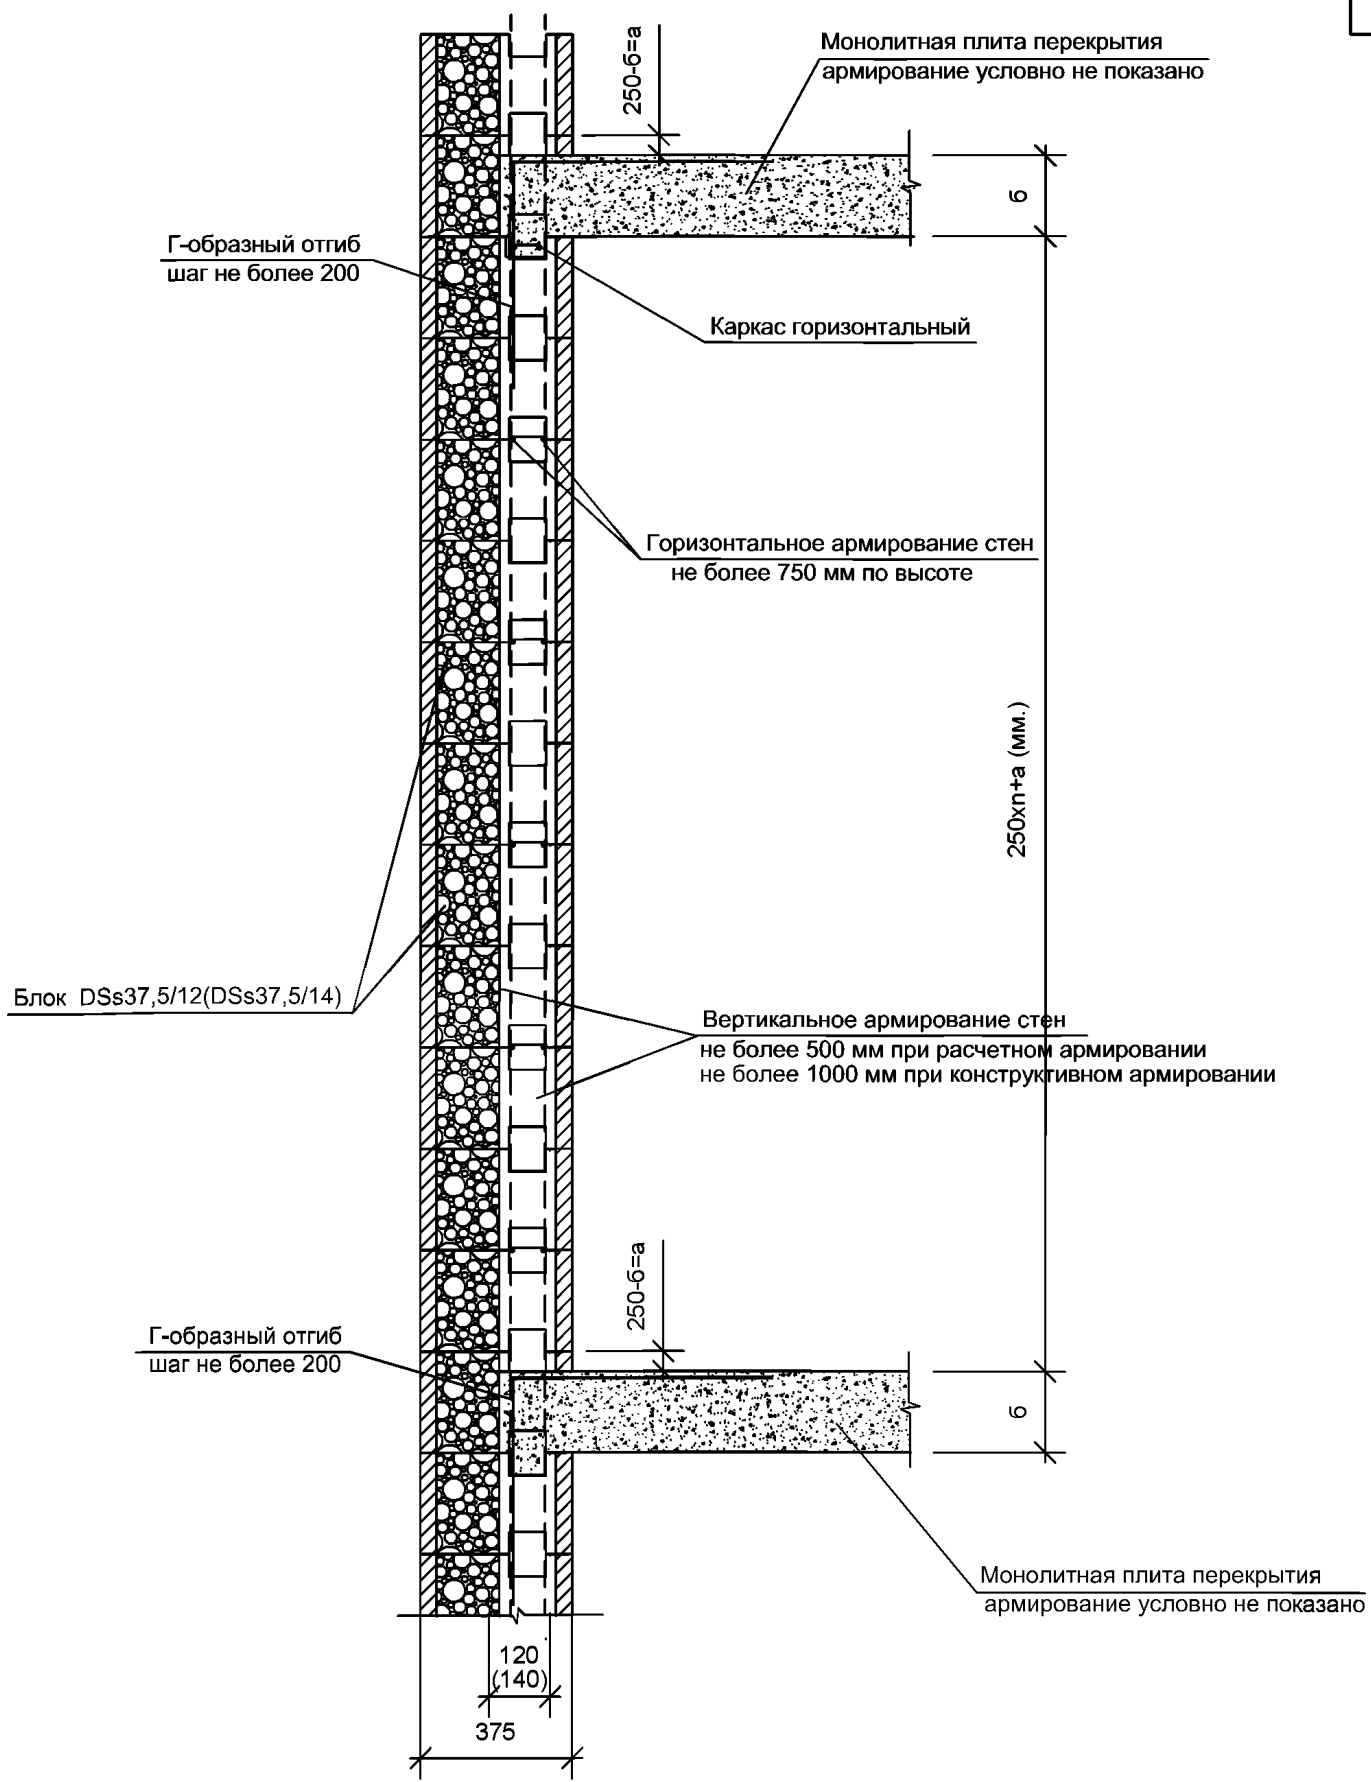 250-б=а
Монолитная плита перекрытия
армирование условно не показано
б
Г-образный отгиб
шаг не более 200
Каркас горизонтальный
Горизонтальное армирование стен
не более 750 мм по высоте
250хn+а (мм.)
Блок DSs37,5/12(DSs37,5/14)
Вертикальное армирование стен
не более 500 мм при расчетном армировании
не более 1000 мм при конструктивном армировании
250-б=а
Г-образный отгиб
шаг не более 200
б
Монолитная плита перекрытия
армирование условно не показано
120
(140)
375